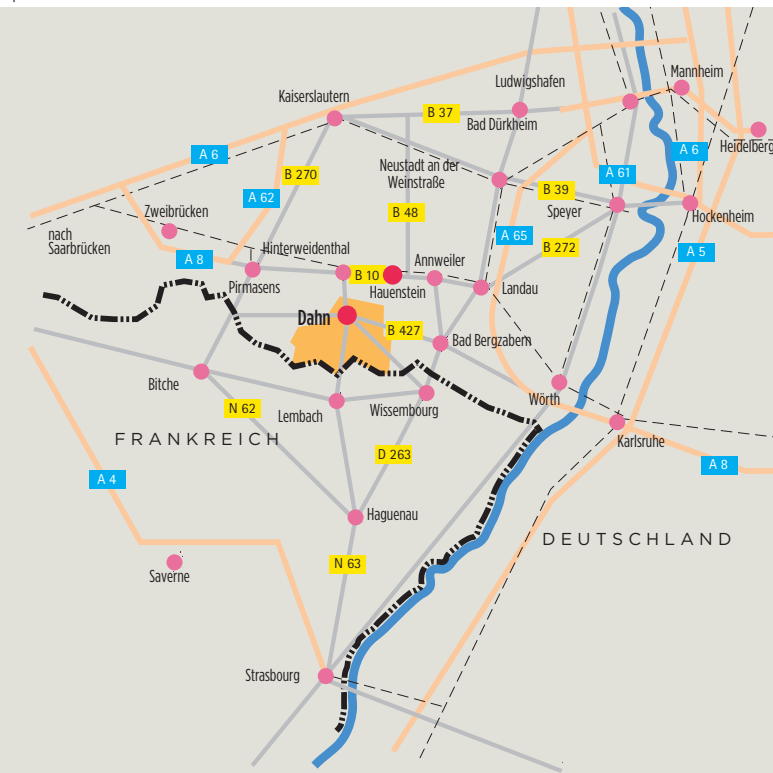 Ludwigshafen
Mannheim
Kaiserslautern
B 37
Bad Dürkheim
Heidelberg
A 6
A 6
Neustadt an der
Weinstraße
B 270
A 61
A 62
B 39
Zweibrücken
B 48
Speyer
Hockenheim
nach
Saarbrücken
A 65
B 272
A 5
Hinterweidenthal
A 8
Annweiler
B 10
Pirmasens
Hauenstein
Landau
Dahn
B 427
Bad Bergzabern
Bitche
Wörth
N 62
Lembach
Wissembourg
Karlsruhe
FRANKREICH
D 263
A 8
A 4
Haguenau
DEUTSCHLAND
N 63
Saverne
Strasbourg